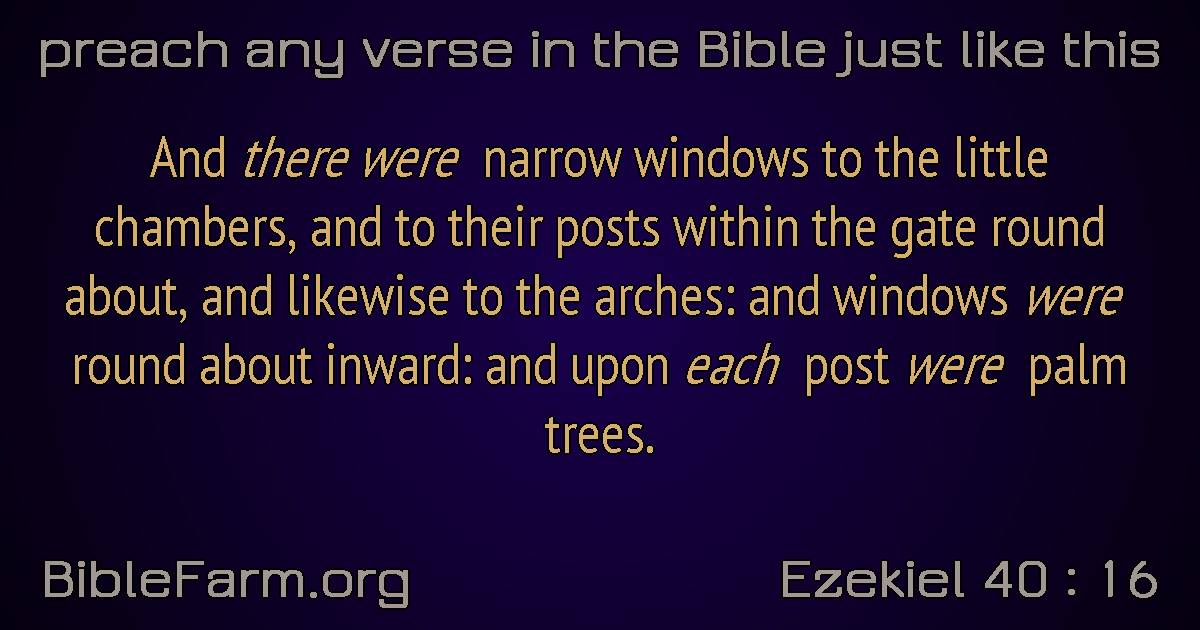 preach any verse in the Bible just like this
And there were narrow windows to the little
chambers, and to their posts within the gate round
about, and likewise to the arches: and windows were
round about inward: and upon each post were palm
trees.
BibleFarm.org
Ezekiel 40 : 16